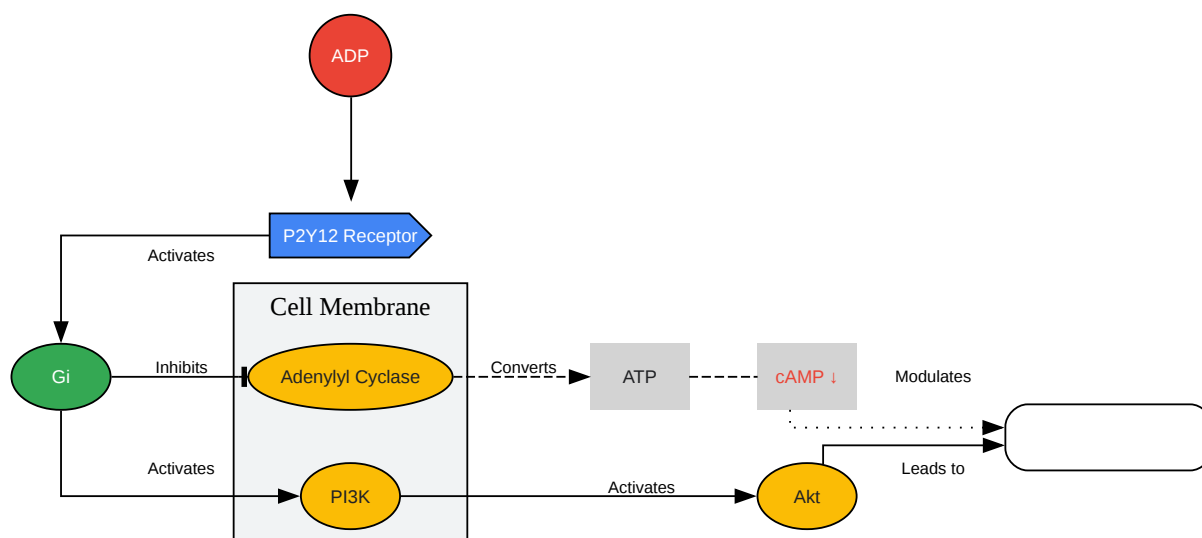 ADP
P2Y12 Receptor
Activates
Cell Membrane
Gi
Inhibits
Adenylyl Cyclase
Converts
ATP
cAMP ↓
Modulates
Activates
PI3K
Activates
Akt
Leads to